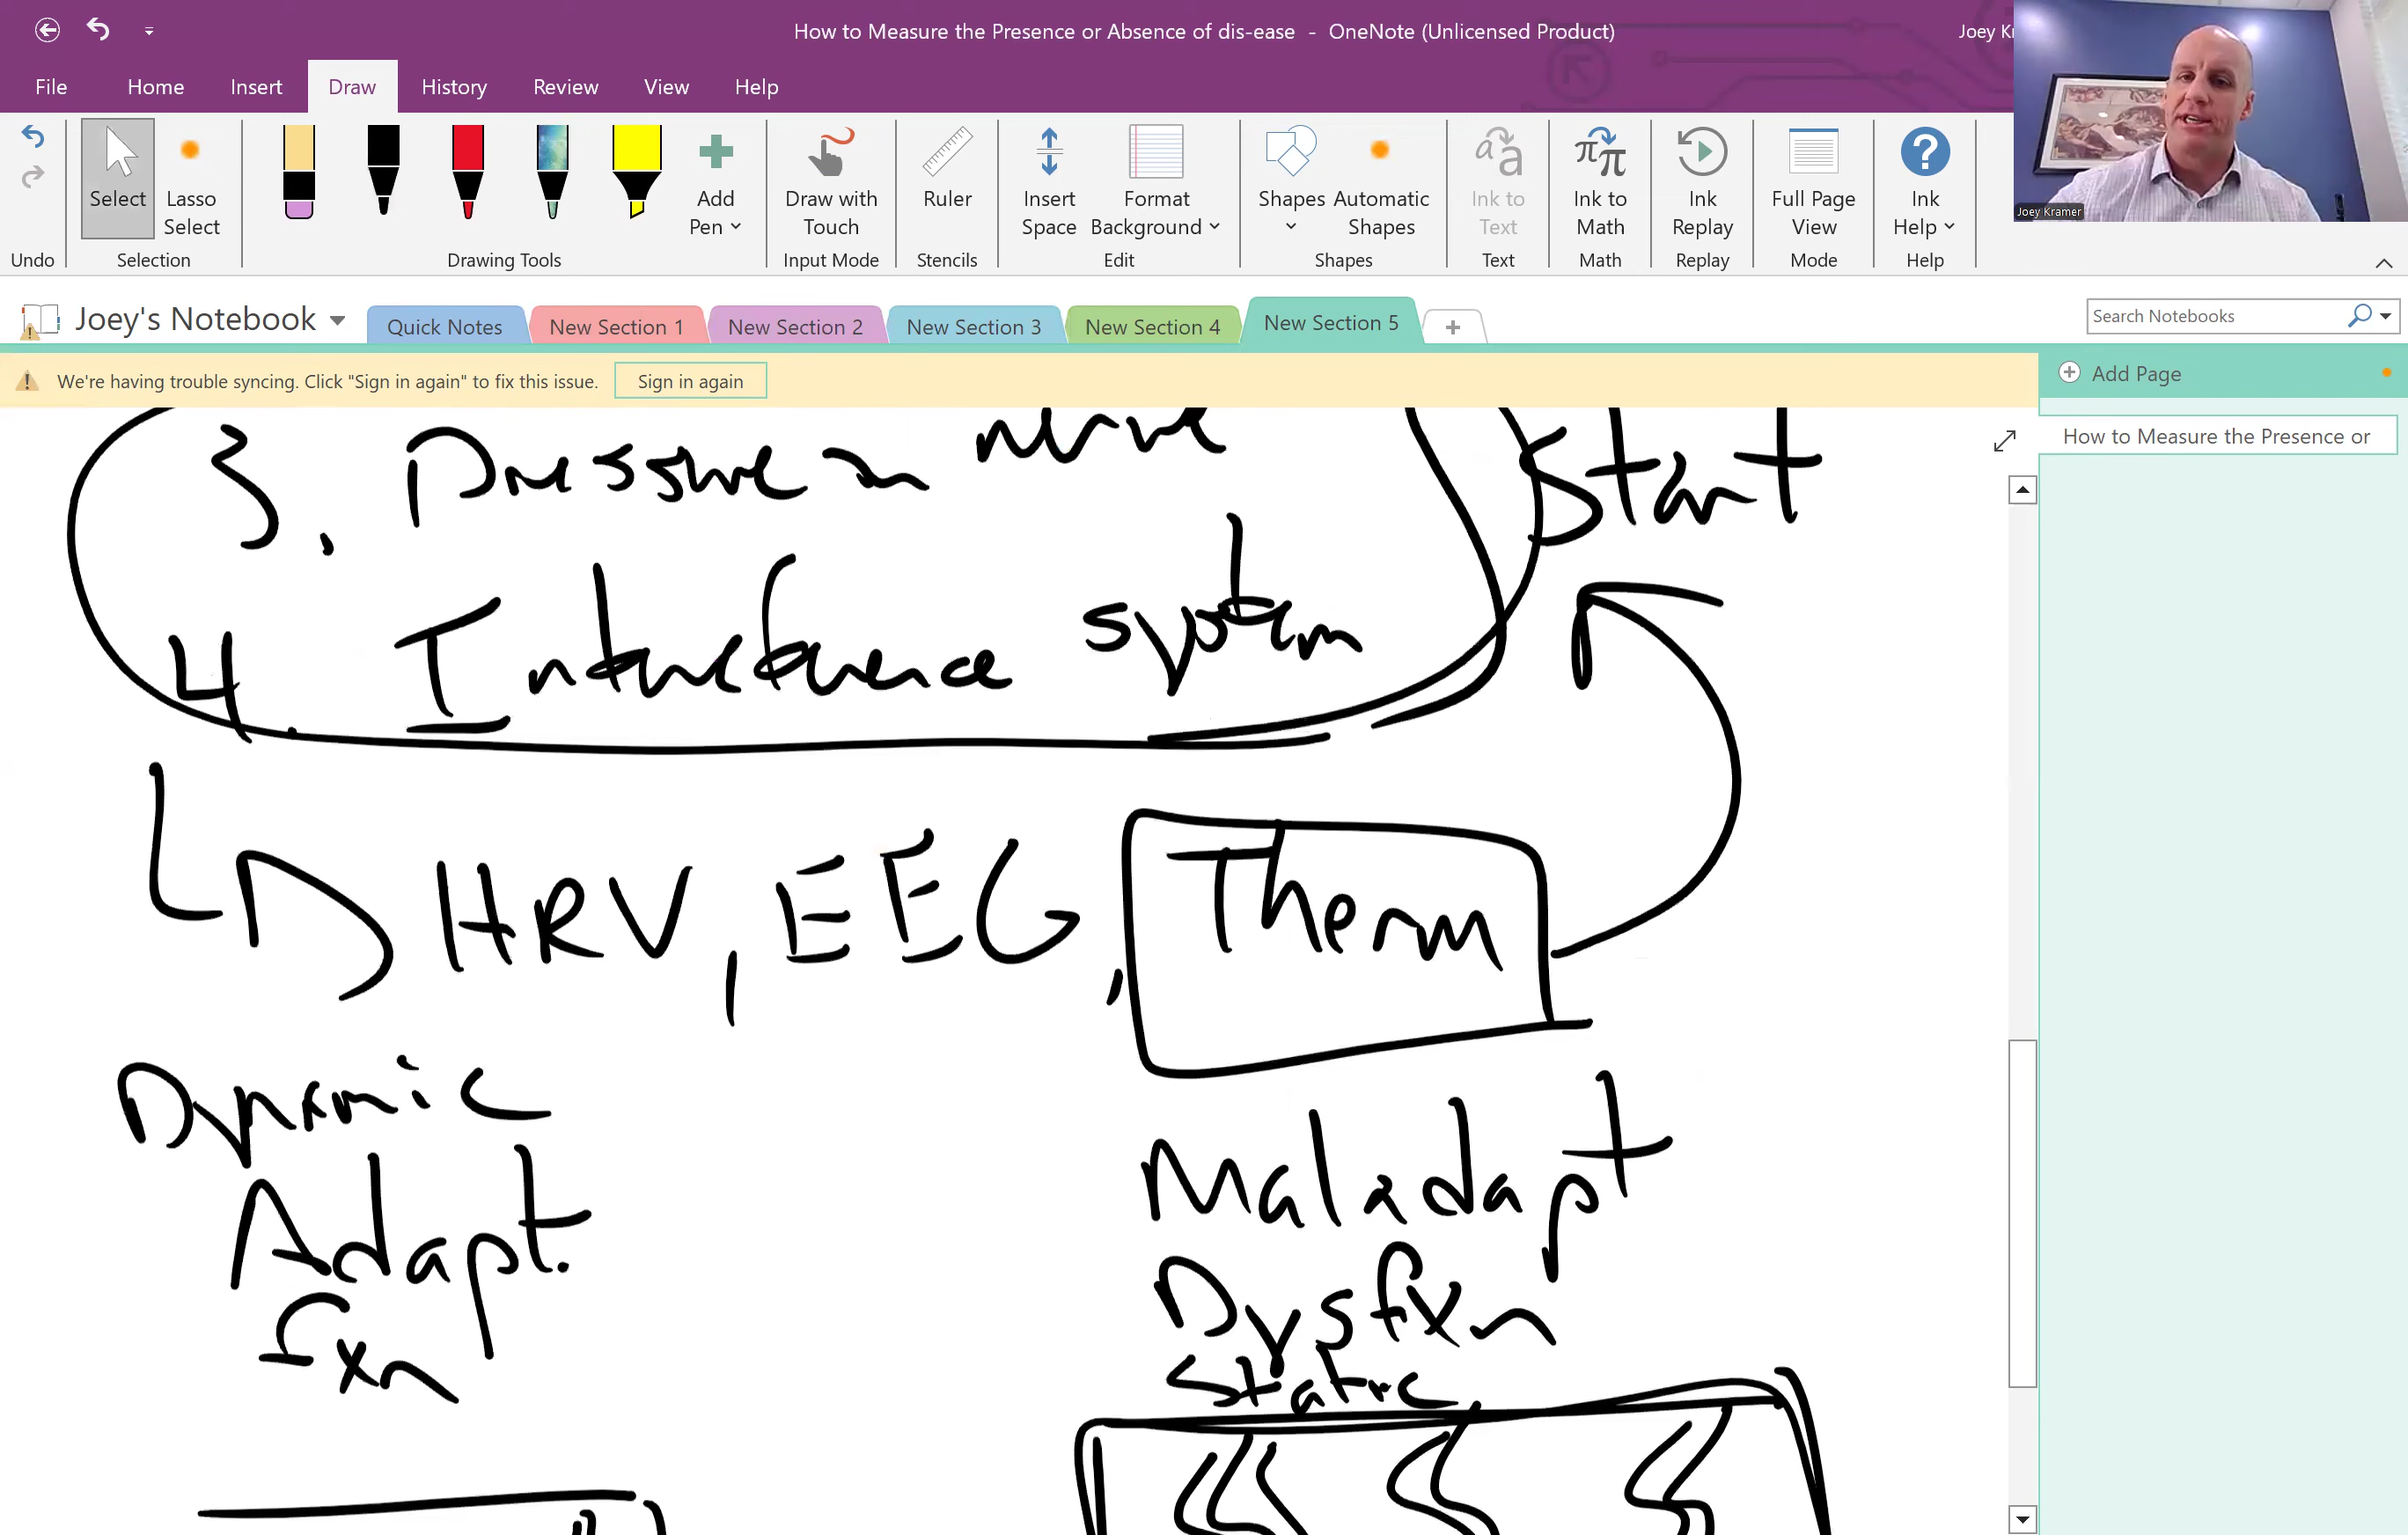 How to Measure the Presence or Absence of dis-ease - OneNote (Unlicensed Product)
Joey Kr
File Home Insert Draw History Review View Help
Select
Lasso Select
Add Pen
Draw with Touch
Ruler
Insert Space
Format Background
Shapes
Automatic Shapes
Ink to Text
Ink to Math
Ink Replay
Full Page View
Ink Help
Joey Kramer
Undo Selection Drawing Tools Input Mode Stencils Edit Shapes Text Math Replay Mode Help
Joey's Notebook Quick Notes New Section 1 New Section 2 New Section 3 New Section 4 New Section 5
Search Notebooks
We're having trouble syncing. Click "Sign in again" to fix this issue. Sign in again
Add Page
How to Measure the Presence or
3. Pressure on nerve
Start
4. Interference system
HRV, EEG, Therm
Dynamic
Adapt.
Fxn
Maladapt
Dysfxn
Static